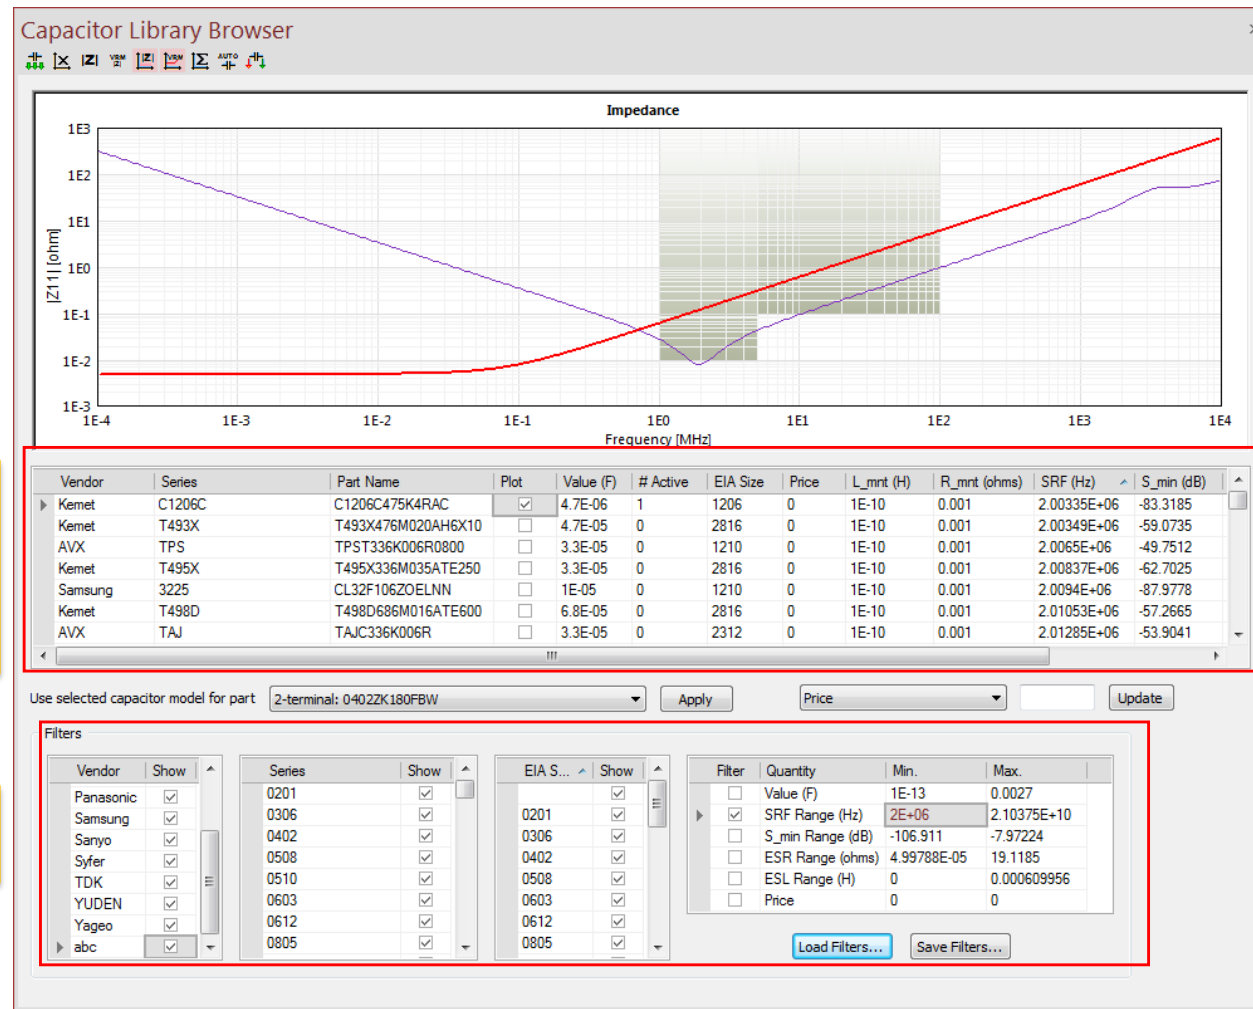 Capacitor Library Browser
|Z| VRM |Z| |Z| VRM Σ AUTO
Impedance
1E3
1E2
1E1
1E0
1E-1
1E-2
1E-3
|Z11| [ohm]
1E-4 1E-3 1E-2 1E-1 1E0 1E1 1E2 1E3 1E4
Frequency [MHz]
Vendor Series Part Name Plot Value (F) # Active EIA Size Price L_mnt (H) R_mnt (ohms) SRF (Hz) S_min (dB)
Kemet C1206C C1206C475K4RAC 4.7E-06 1 1206 0 1E-10 0.001 2.00335E+06 -83.3185
Kemet T493X T493X476M020AH6X10 4.7E-05 0 2816 0 1E-10 0.001 2.00349E+06 -59.0735
AVX TPS TPST336K006R0800 3.3E-05 0 1210 0 1E-10 0.001 2.0065E+06 -49.7512
Kemet T495X T495X336M035ATE250 3.3E-05 0 2816 0 1E-10 0.001 2.00837E+06 -62.7025
Samsung 3225 CL32F106ZOELNN 1E-05 0 1210 0 1E-10 0.001 2.0094E+06 -87.9778
Kemet T498D T498D686M016ATE600 6.8E-05 0 2816 0 1E-10 0.001 2.01053E+06 -57.2665
AVX TAJ TAJC336K006R 3.3E-05 0 2312 0 1E-10 0.001 2.01285E+06 -53.9041
Use selected capacitor model for part 2-terminal: 0402ZK180FBW Apply Price Update
Filters
Vendor Show
Panasonic
Samsung
Sanyo
Syfer
TDK
YUDEN
Yageo
abc
Series Show
0201
0306
0402
0508
0510
0603
0612
0805
EIA S... Show
0201
0306
0402
0508
0603
0612
0805
Filter Quantity Min. Max.
Value (F) 1E-13 0.0027
SRF Range (Hz) 2E+06 2.10375E+10
S_min Range (dB) -106.911 -7.97224
ESR Range (ohms) 4.99788E-05 19.1185
ESL Range (H) 0 0.000609956
Price 0 0
Load Filters... Save Filters...